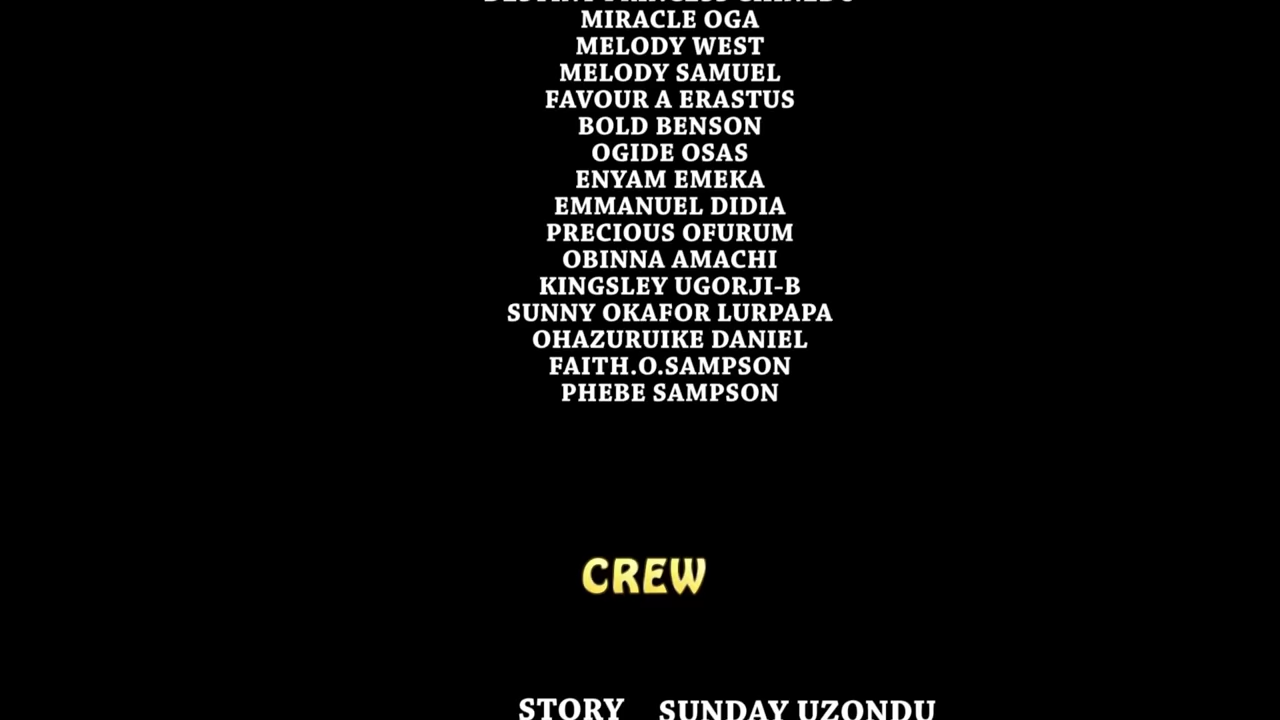 MIRACLE OGA
MELODY WEST
MELODY SAMUEL
FAVOUR A ERASTUS
BOLD BENSON
OGIDE OSAS
ENYAM EMEKA
EMMANUEL DIDIA
PRECIOUS OFURUM
OBINNA AMACHI
KINGSLEY UGORJI-B
SUNNY OKAFOR LURPAPA
OHAZURUIKE DANIEL
FAITH.O.SAMPSON
PHEBE SAMPSON
CREW
STORY SUNDAY UZONDU